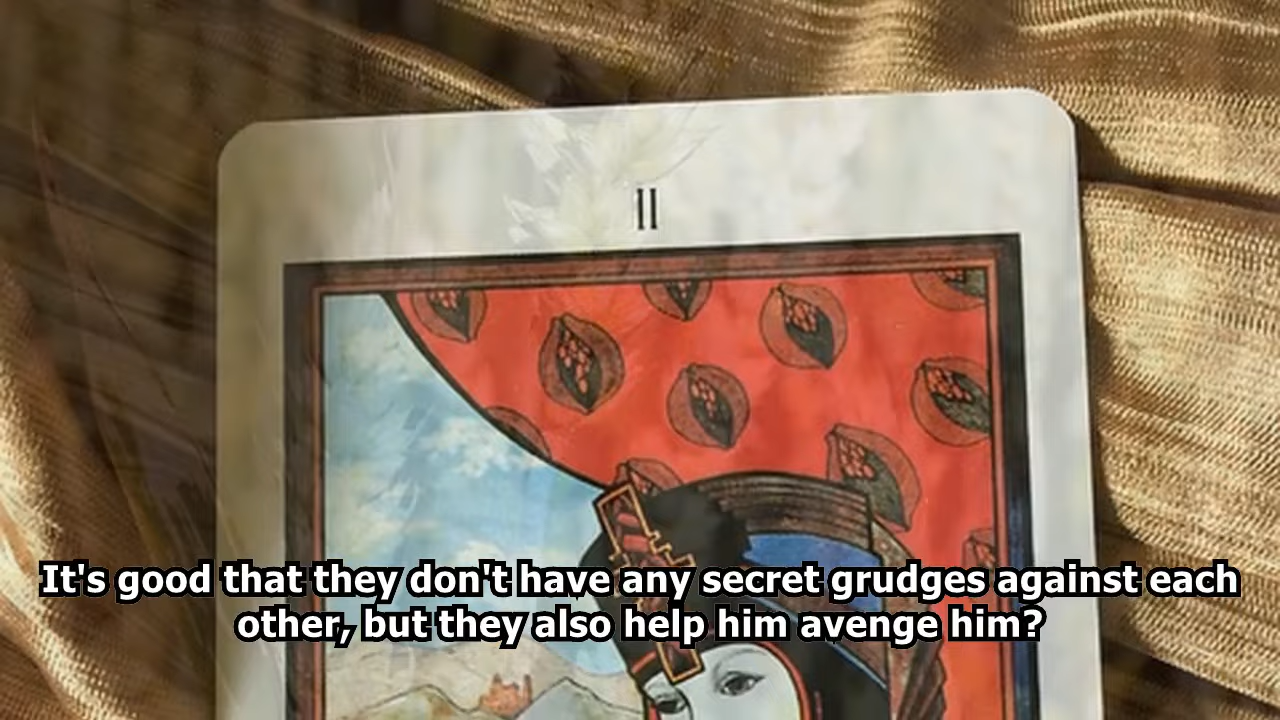 II
It's good that they don't have any secret grudges against each
other, but they also help him avenge him?